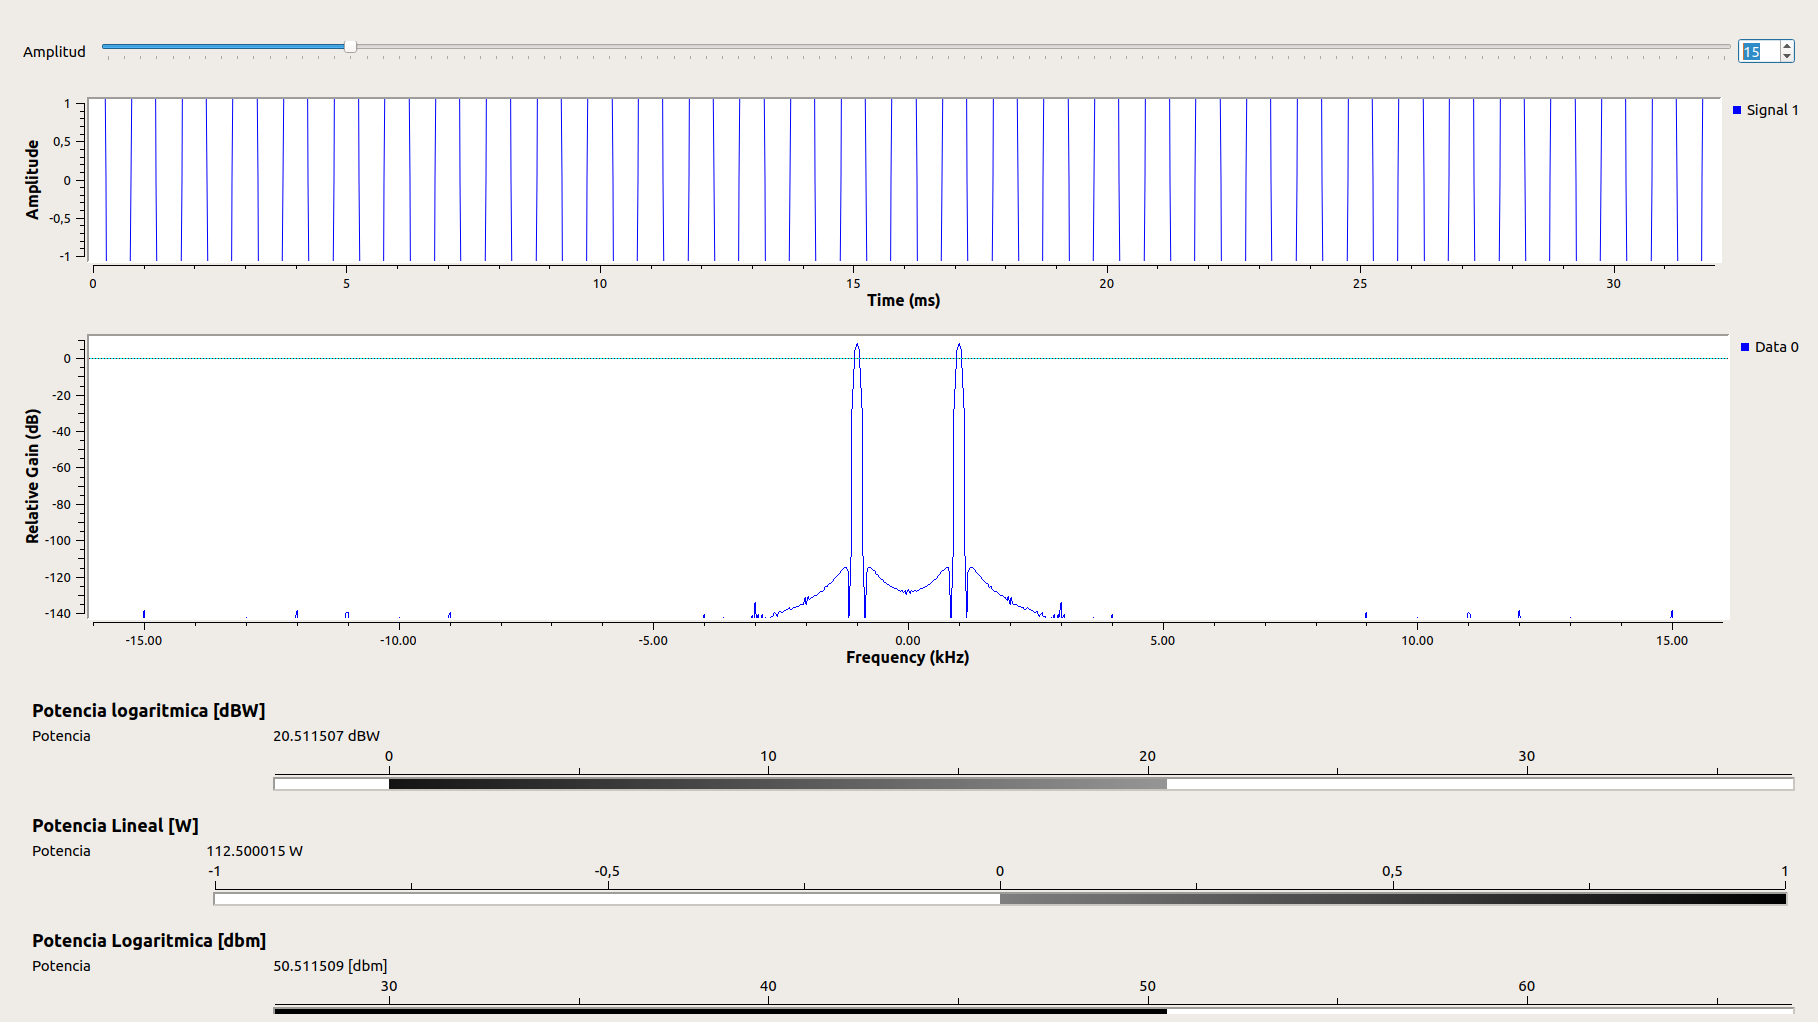 Amplitud 15
Signal 1
Amplitude
1
0,5
0
-0,5
-1
0 5 10 15 20 25 30
Time (ms)
Data 0
Relative Gain (dB)
0
-20
-40
-60
-80
-100
-120
-140
-15.00 -10.00 -5.00 0.00 5.00 10.00 15.00
Frequency (kHz)
Potencia logaritmica [dBW]
Potencia 20.511507 dBW
0 10 20 30
Potencia Lineal [W]
Potencia 112.500015 W
-1 -0,5 0 0,5 1
Potencia Logaritmica [dbm]
Potencia 50.511509 [dbm]
30 40 50 60